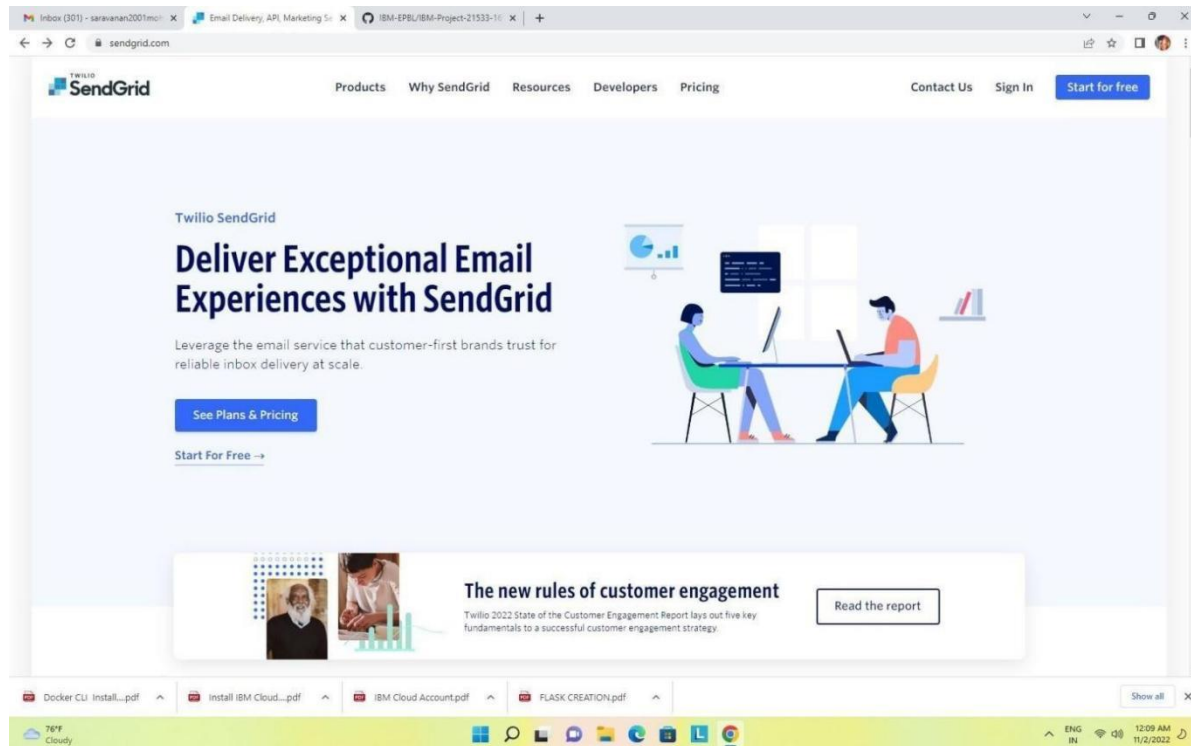 Inbox (301) - saravanan2001moh
Email Delivery, API, Marketing Se
IBM-EPBL/IBM-Project-21533-16
sendgrid.com
TWILIO
SendGrid
Products Why SendGrid Resources Developers Pricing Contact Us Sign In Start for free
Twilio SendGrid
Deliver Exceptional Email
Experiences with SendGrid
Leverage the email service that customer-first brands trust for
reliable inbox delivery at scale.
See Plans & Pricing
Start For Free →
The new rules of customer engagement
Twilio 2022 State of the Customer Engagement Report lays out five key
fundamentals to a successful customer engagement strategy.
Read the report
Docker CLI Install....pdf
Install IBM Cloud....pdf
IBM Cloud Account.pdf
FLASK CREATION.pdf
Show all
76°F
Cloudy
ENG
IN
12:09 AM
11/2/2022